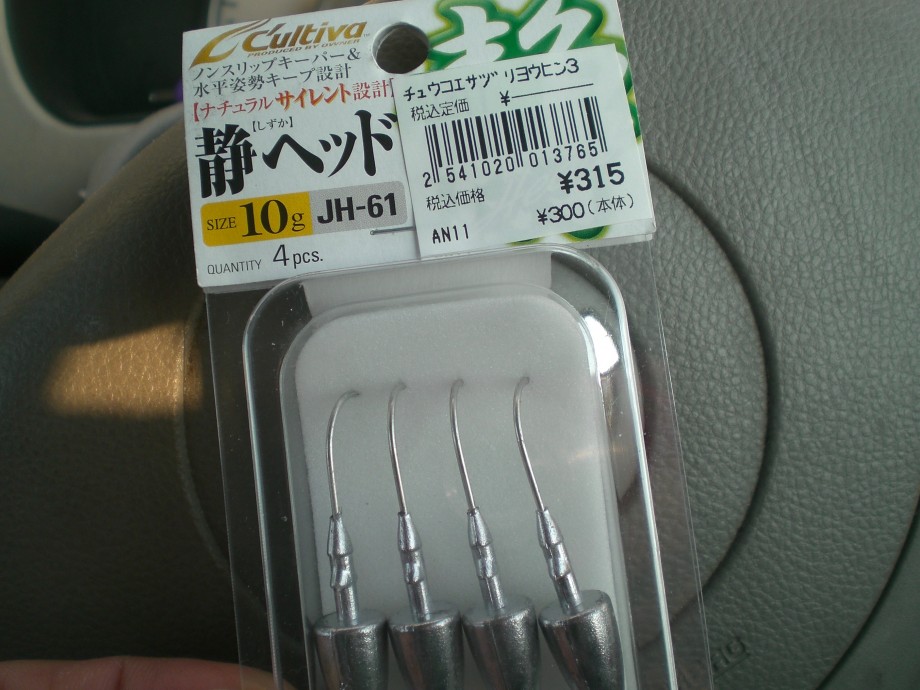 C'ultiva
PRODUCED BY OWNER
ノンスリップキーパー&
水平姿勢キープ設計
【ナチュラルサイレント設計】
[しずか]
静ヘッド
SIZE 10g JH-61
QUANTITY 4pcs.
チュウコエサヅリヨウヒン3
税込定価 ¥
2 541020 013765
税込価格 ¥315
¥300(本体)
AN11